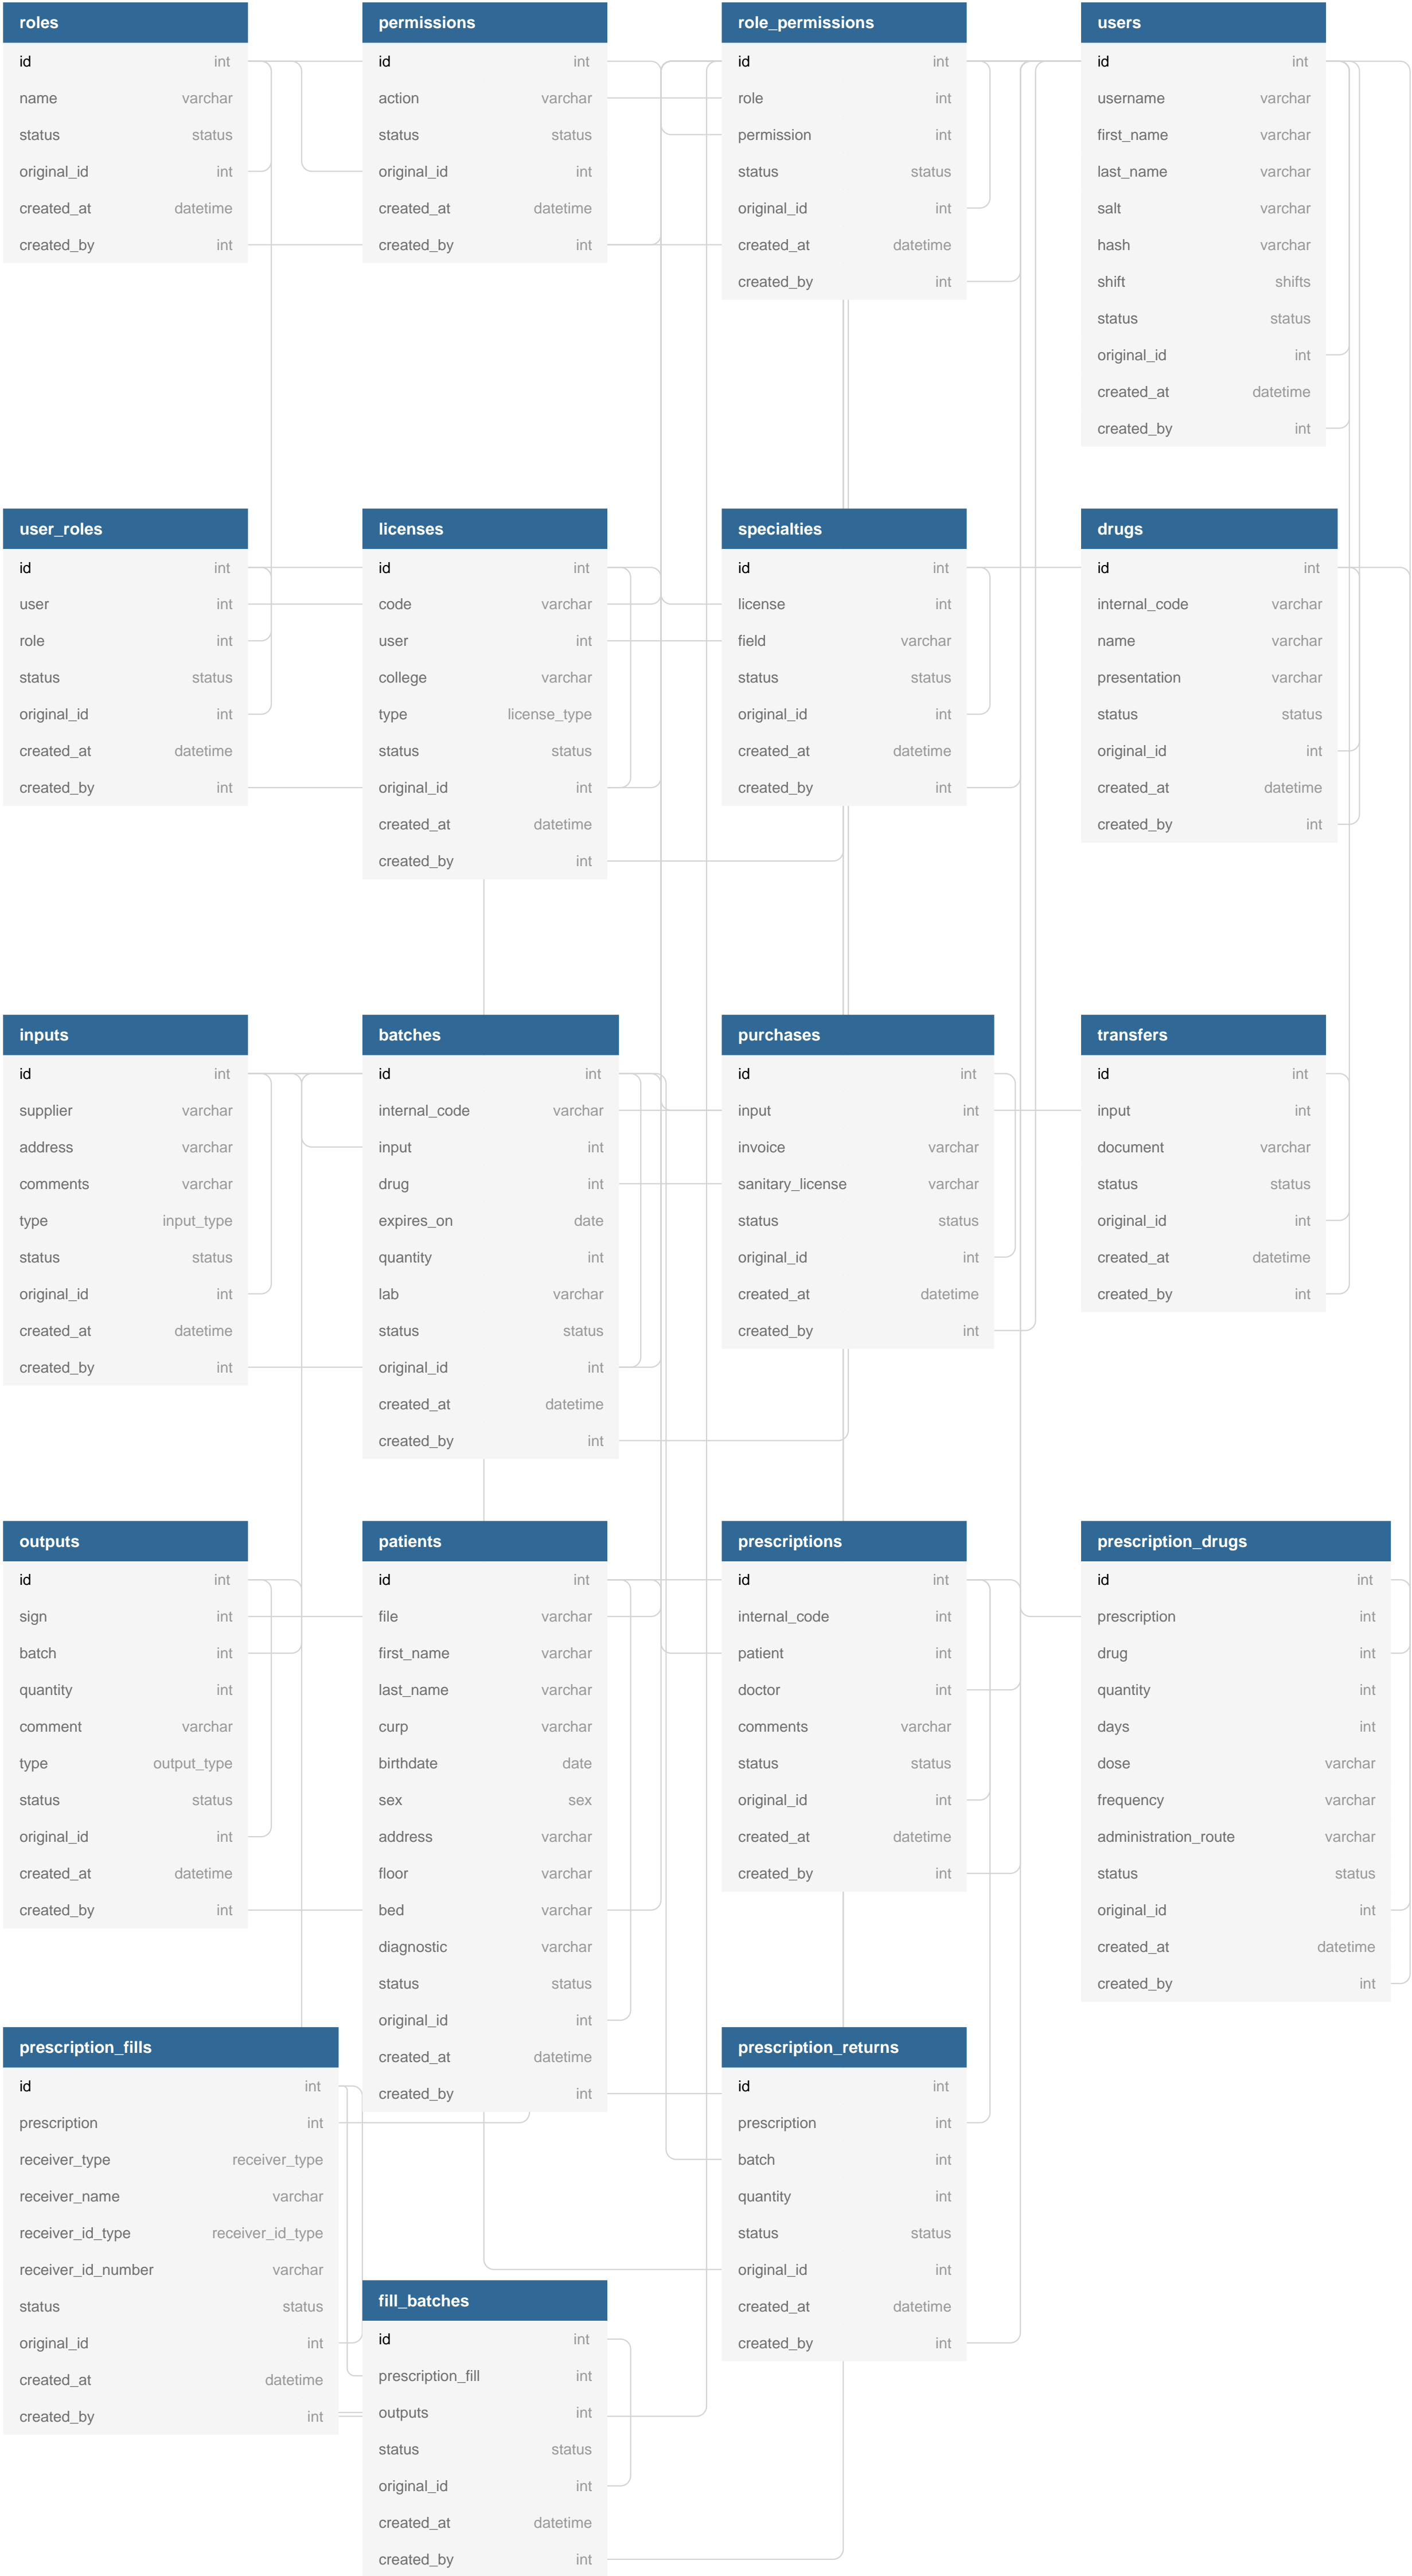 roles
id int
name varchar
status status
original_id int
created_at datetime
created_by int
permissions
id int
action varchar
status status
original_id int
created_at datetime
created_by int
role_permissions
id int
role int
permission int
status status
original_id int
created_at datetime
created_by int
users
id int
username varchar
first_name varchar
last_name varchar
salt varchar
hash varchar
shift shifts
status status
original_id int
created_at datetime
created_by int
user_roles
id int
user int
role int
status status
original_id int
created_at datetime
created_by int
licenses
id int
code varchar
user int
college varchar
type license_type
status status
original_id int
created_at datetime
created_by int
specialties
id int
license int
field varchar
status status
original_id int
created_at datetime
created_by int
drugs
id int
internal_code varchar
name varchar
presentation varchar
status status
original_id int
created_at datetime
created_by int
inputs
id int
supplier varchar
address varchar
comments varchar
type input_type
status status
original_id int
created_at datetime
created_by int
batches
id int
internal_code varchar
input int
drug int
expires_on date
quantity int
lab varchar
status status
original_id int
created_at datetime
created_by int
purchases
id int
input int
invoice varchar
sanitary_license varchar
status status
original_id int
created_at datetime
created_by int
transfers
id int
input int
document varchar
status status
original_id int
created_at datetime
created_by int
outputs
id int
sign int
batch int
quantity int
comment varchar
type output_type
status status
original_id int
created_at datetime
created_by int
patients
id int
file varchar
first_name varchar
last_name varchar
curp varchar
birthdate date
sex sex
address varchar
floor varchar
bed varchar
diagnostic varchar
status status
original_id int
created_at datetime
created_by int
prescriptions
id int
internal_code int
patient int
doctor int
comments varchar
status status
original_id int
created_at datetime
created_by int
prescription_drugs
id int
prescription int
drug int
quantity int
days int
dose varchar
frequency varchar
administration_route varchar
status status
original_id int
created_at datetime
created_by int
prescription_fills
id int
prescription int
receiver_type receiver_type
receiver_name varchar
receiver_id_type receiver_id_type
receiver_id_number varchar
status status
original_id int
created_at datetime
created_by int
fill_batches
id int
prescription_fill int
outputs int
status status
original_id int
created_at datetime
created_by int
prescription_returns
id int
prescription int
batch int
quantity int
status status
original_id int
created_at datetime
created_by int